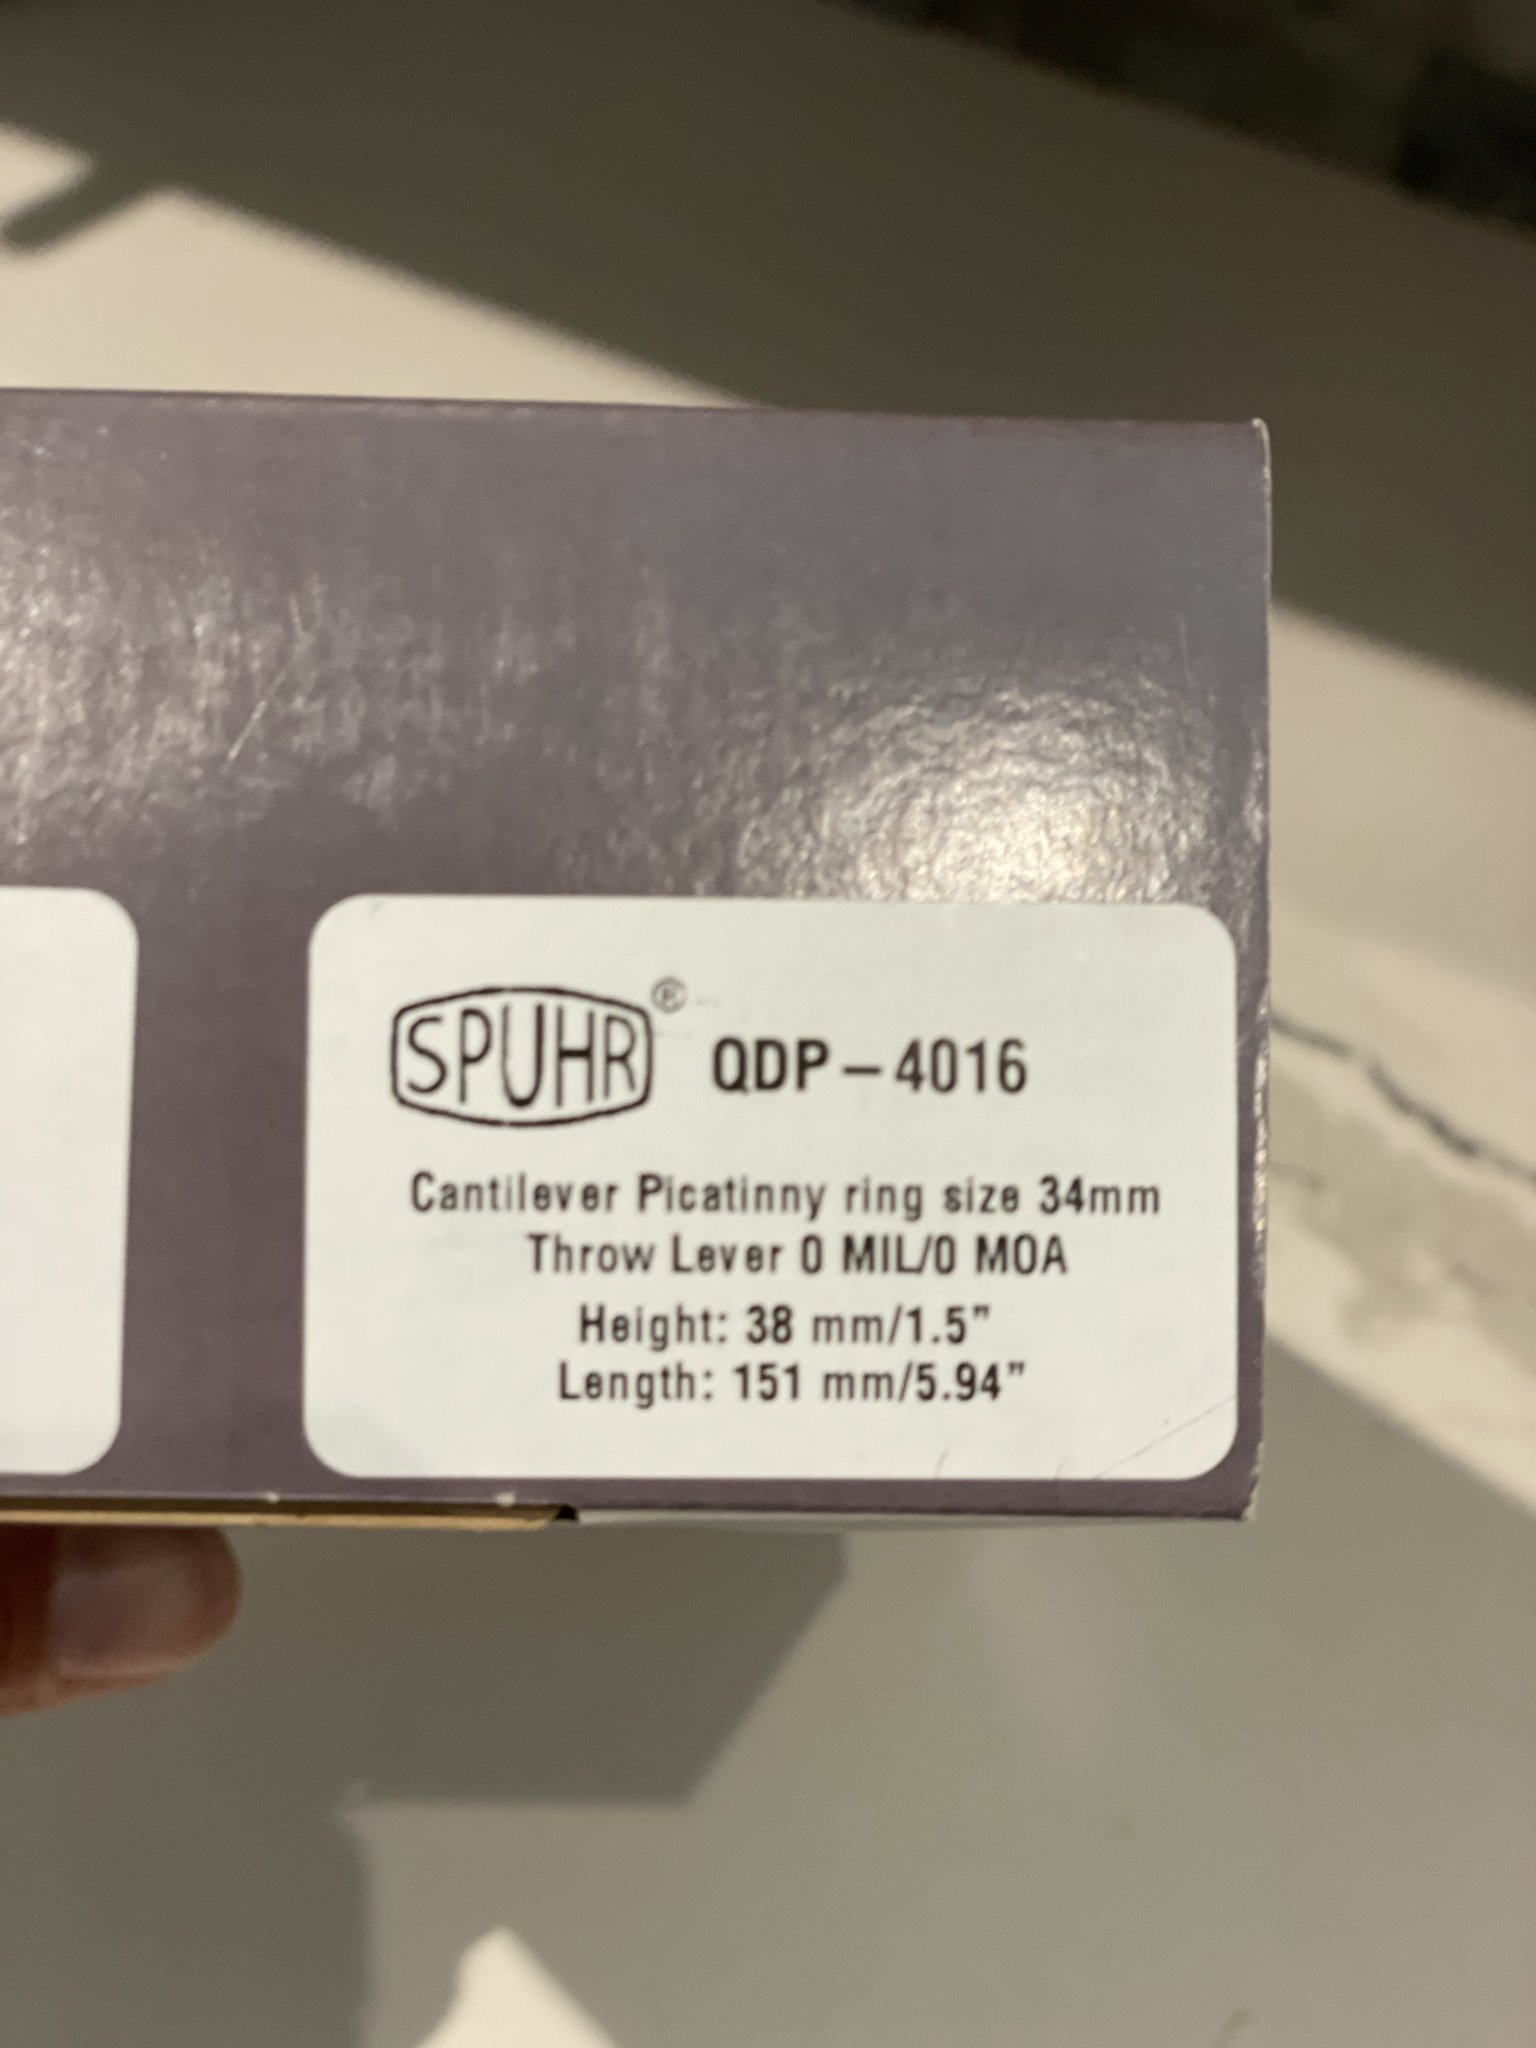 SPUHR® QDP – 4016
Cantilever Picatinny ring size 34mm
Throw Lever 0 MIL/0 MOA
Height: 38 mm/1.5”
Length: 151 mm/5.94”